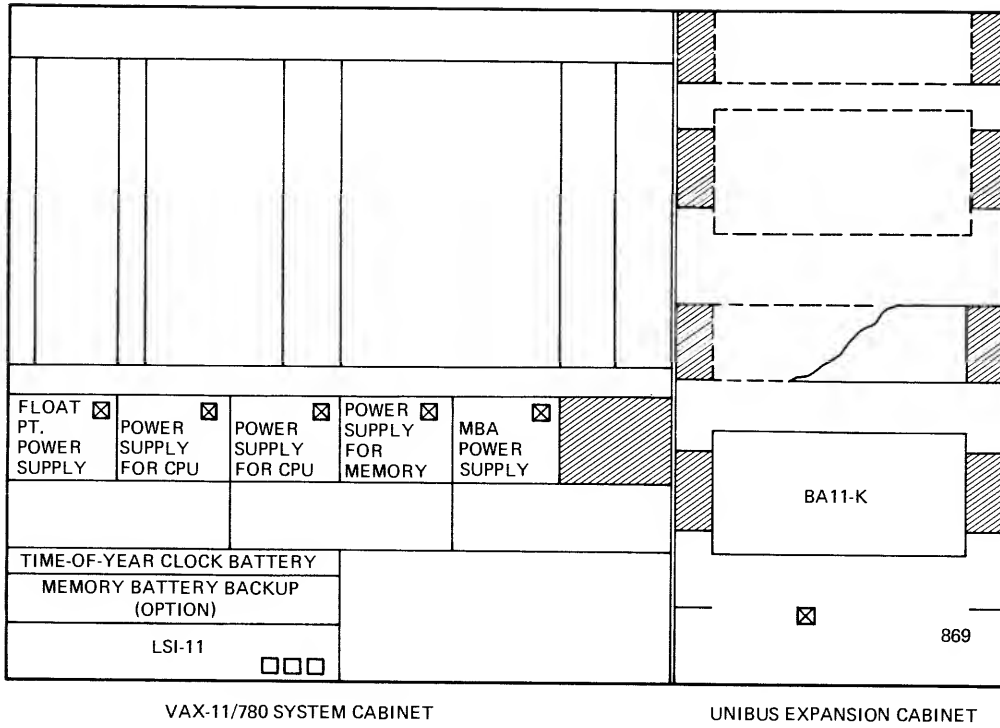 FLOAT
PT.
POWER
SUPPLY
POWER
SUPPLY
FOR CPU
POWER
SUPPLY
FOR CPU
POWER
SUPPLY
FOR
MEMORY
MBA
POWER
SUPPLY
BA11-K
TIME-OF-YEAR CLOCK BATTERY
MEMORY BATTERY BACKUP
(OPTION)
LSI-11
869
VAX-11/780 SYSTEM CABINET
UNIBUS EXPANSION CABINET